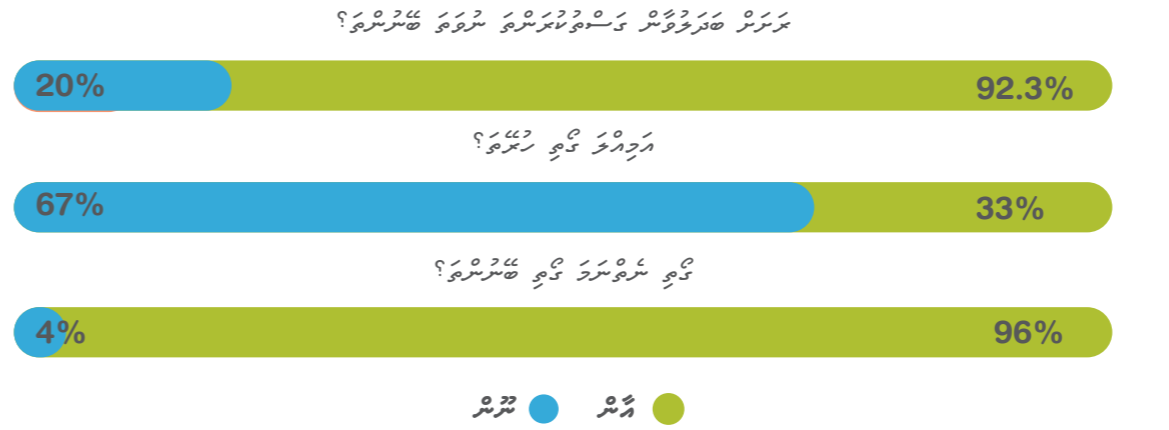 ރަށަށް ބަދަލުވާން ގަސްތުކުރަންތަ ނުވަތަ ބޭނުންތަ؟
20% 92.3%
އަމިއްލަ ގޯތި ހުރޭތަ؟
67% 33%
ގޯތި ނެތްނަމަ ގޯތި ބޭނުންތަ؟
4% 96%
އާން ނޫން